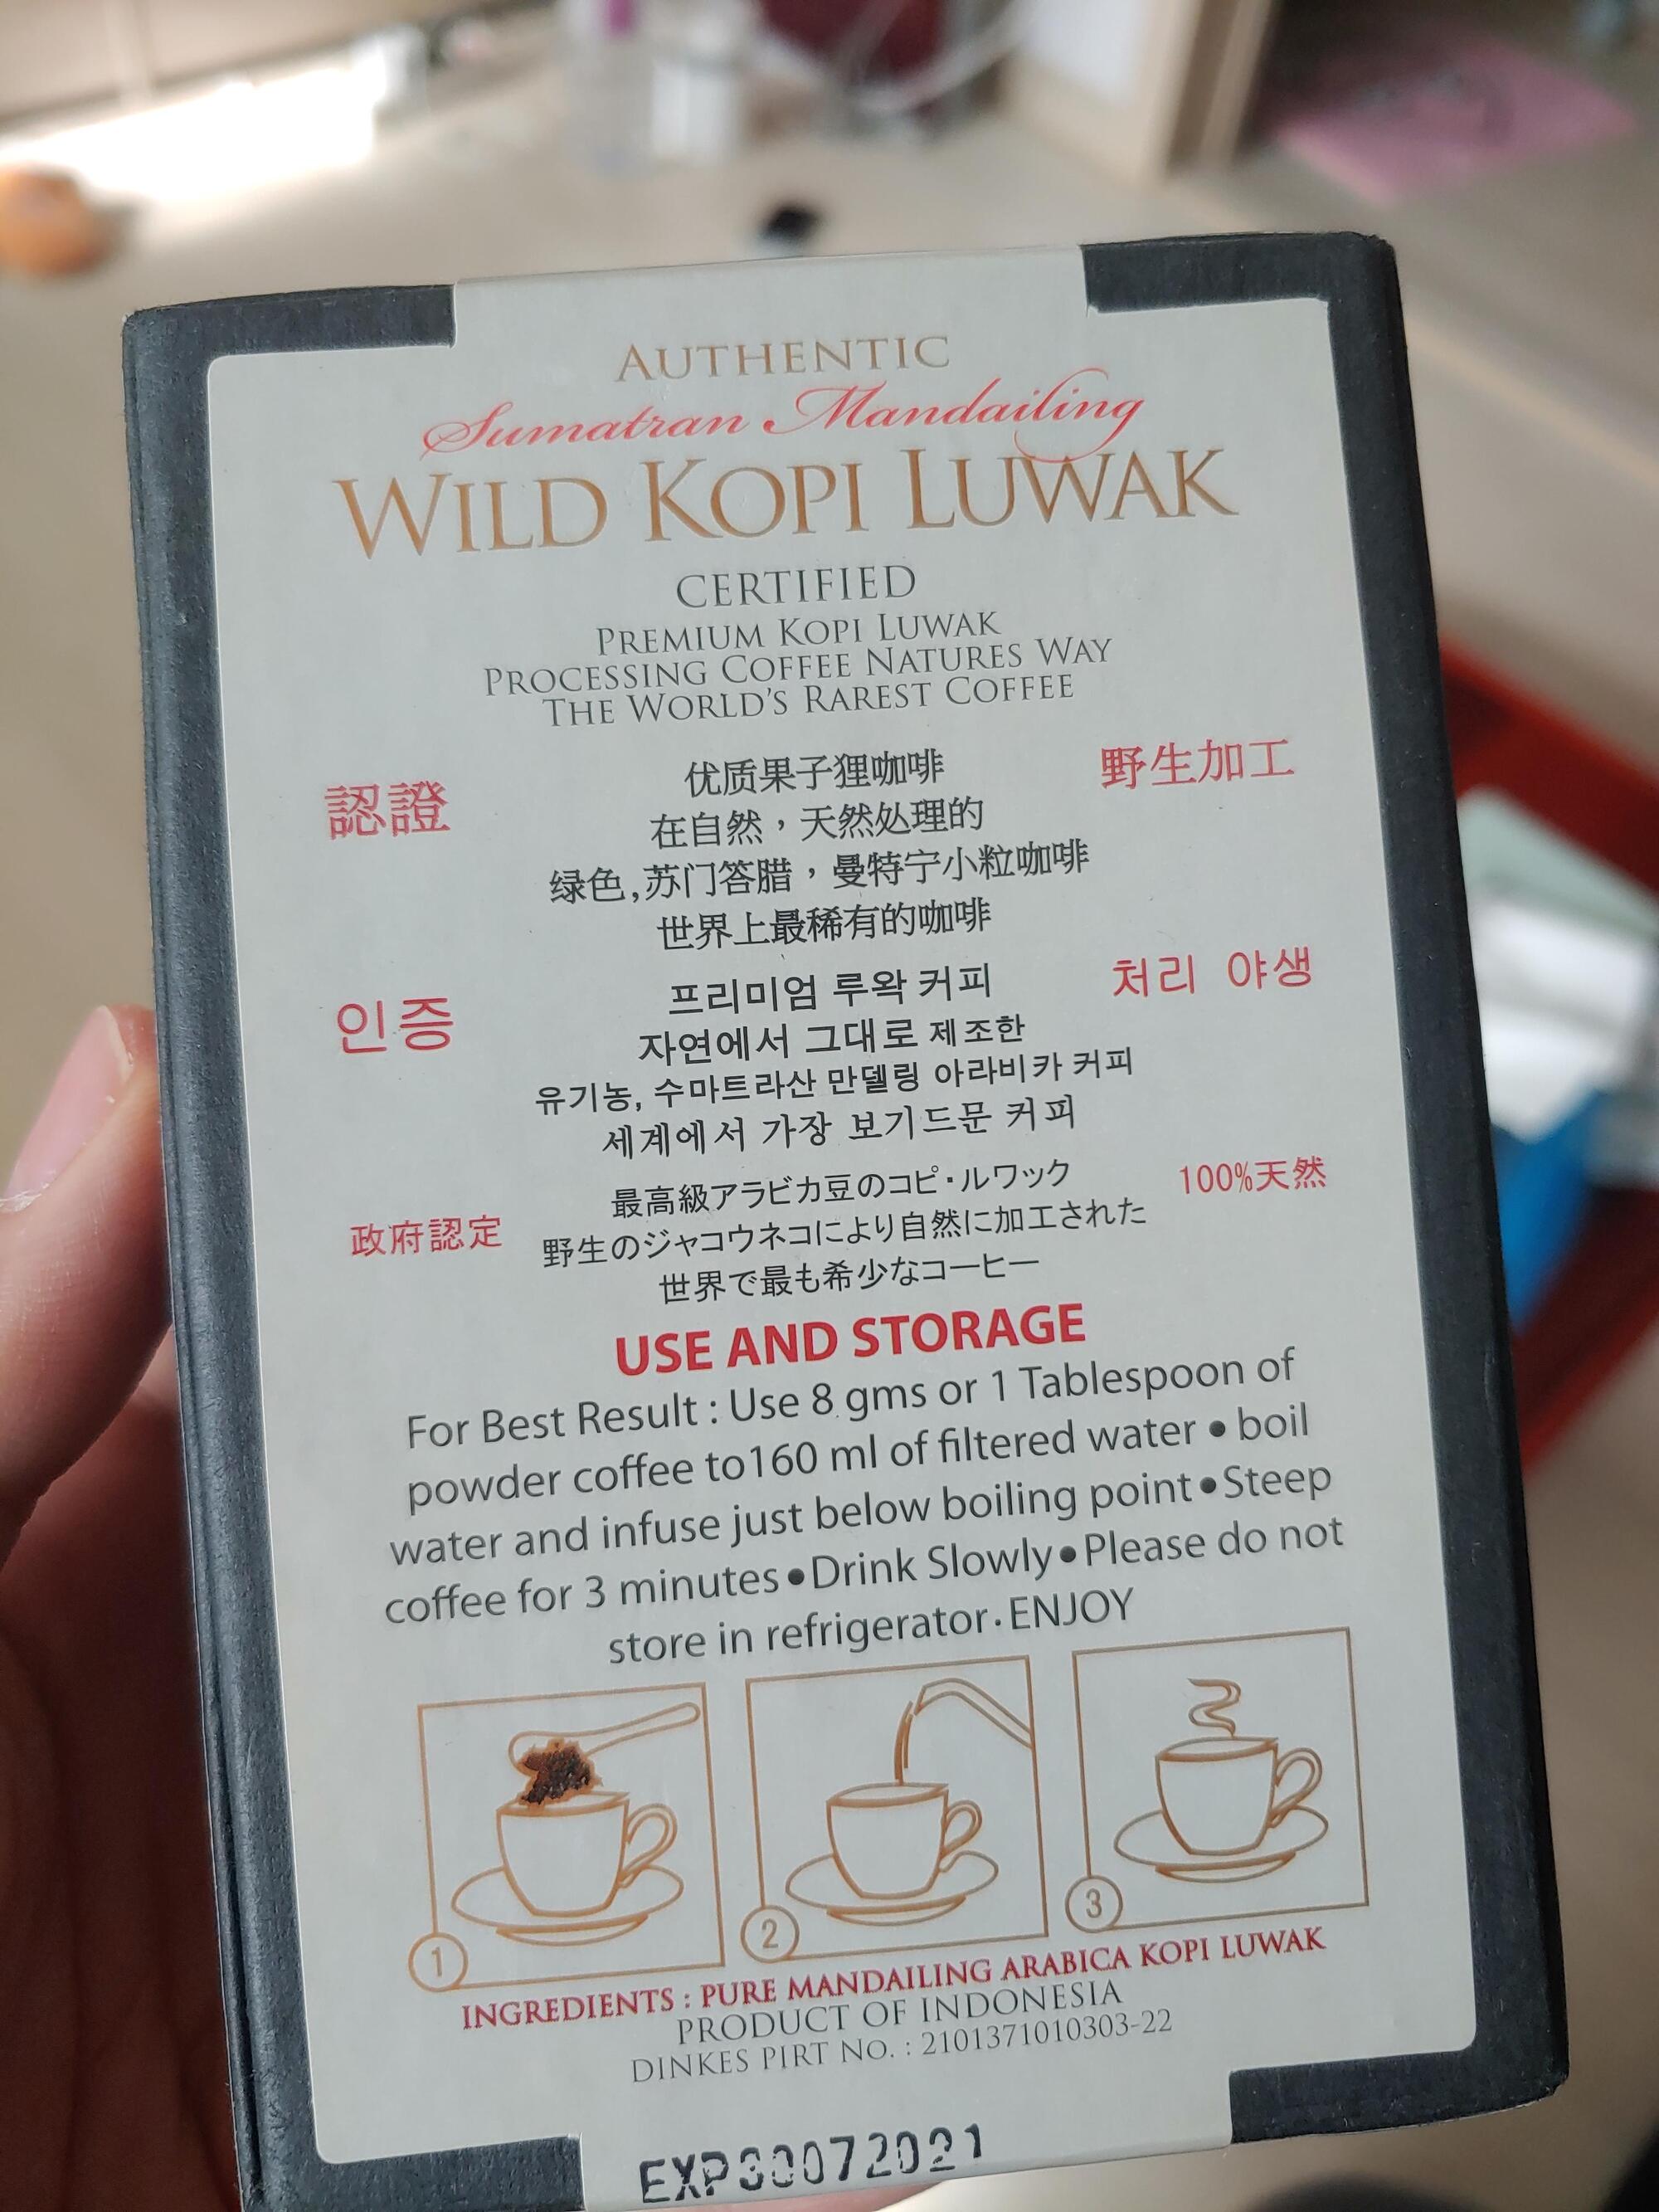 AUTHENTIC
Sumatran Mandailing
WILD KOPI LUWAK
CERTIFIED
PREMIUM KOPI LUWAK
PROCESSING COFFEE NATURES WAY
THE WORLD'S RAREST COFFEE
認證
优质果子狸咖啡
在自然，天然处理的
绿色,苏门答腊，曼特宁小粒咖啡
世界上最稀有的咖啡
野生加工
인증
프리미엄 루왁 커피
자연에서 그대로 제조한
유기농, 수마트라산 만델링 아라비카 커피
세계에서 가장 보기드문 커피
처리 야생
政府認定
最高級アラビカ豆のコピ・ルワック
野生のジャコウネコにより自然に加工された
世界で最も希少なコーヒー
100%天然
USE AND STORAGE
For Best Result : Use 8 gms or 1 Tablespoon of
powder coffee to160 ml of filtered water • boil
water and infuse just below boiling point • Steep
coffee for 3 minutes • Drink Slowly • Please do not
store in refrigerator. ENJOY
1
2
3
INGREDIENTS : PURE MANDAILING ARABICA KOPI LUWAK
PRODUCT OF INDONESIA
DINKES PIRT NO. : 2101371010303-22
EXP30072021